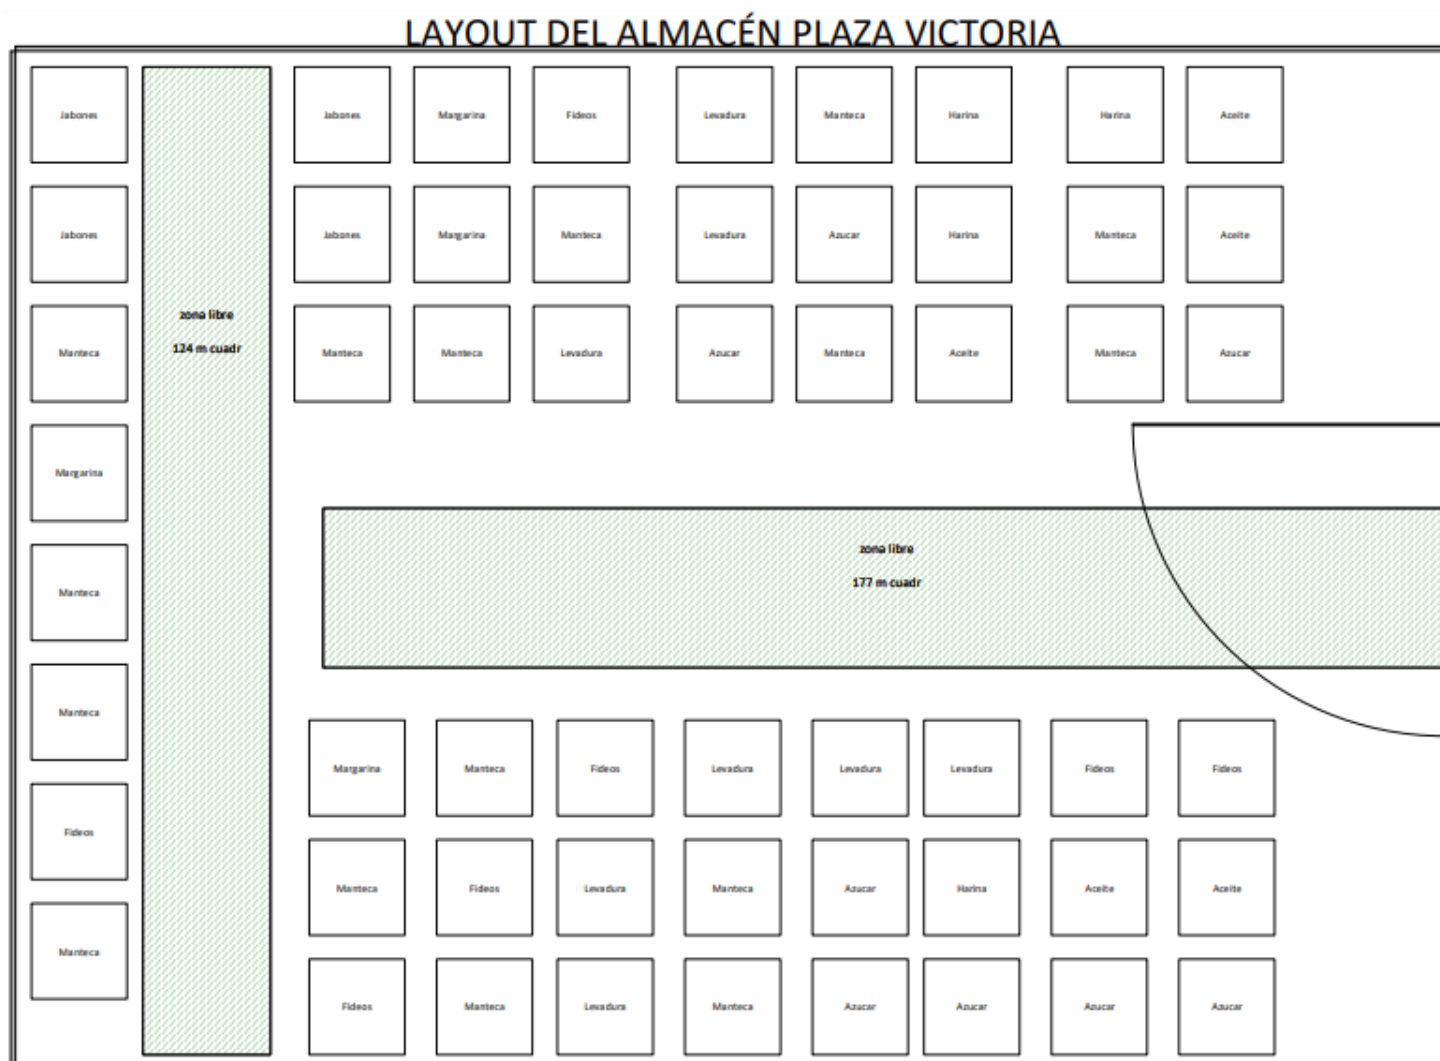 LAYOUT DEL ALMACÉN PLAZA VICTORIA
Jabones
Jabones
Margarina
Fideos
Levadura
Manteca
Harina
Harina
Aceite
Jabones
Jabones
Margarina
Manteca
Levadura
Azucar
Harina
Manteca
Aceite
zona libre
124 m cuadr
Manteca
Manteca
Manteca
Levadura
Azucar
Manteca
Aceite
Manteca
Azucar
Margarina
zona libre
177 m cuadr
Manteca
Manteca
Margarina
Manteca
Fideos
Levadura
Levadura
Levadura
Fideos
Fideos
Fideos
Manteca
Fideos
Levadura
Manteca
Azucar
Harina
Aceite
Aceite
Manteca
Fideos
Manteca
Levadura
Manteca
Azucar
Azucar
Azucar
Azucar